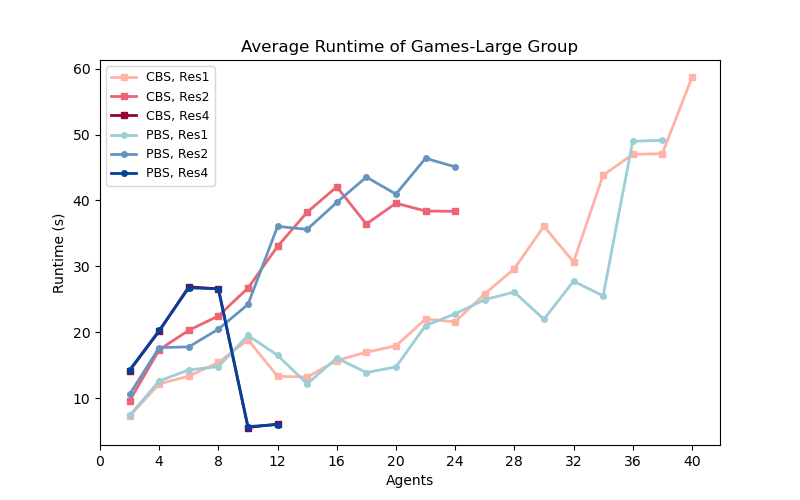 Average Runtime of Games-Large Group
60
50
40
30
20
10
Runtime (s)
CBS, Res1
CBS, Res2
CBS, Res4
PBS, Res1
PBS, Res2
PBS, Res4
0 4 8 12 16 20 24 28 32 36 40
Agents